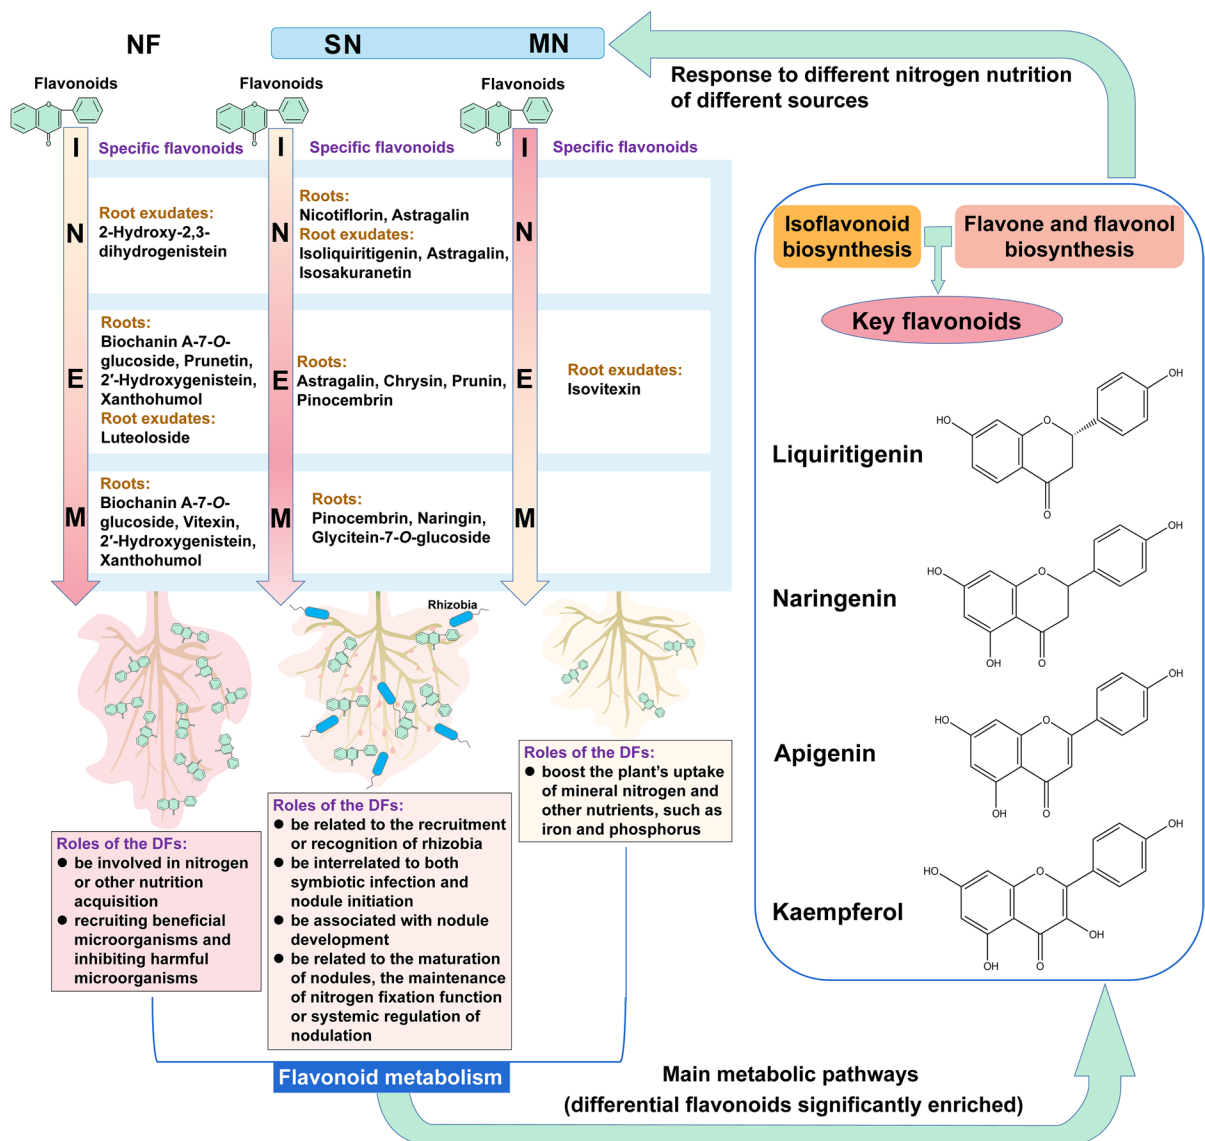 NF
SN
MN
Response to different nitrogen nutrition
of different sources
Flavonoids
O
O
I
N
E
M
Specific flavonoids
Root exudates:
2-Hydroxy-2,3-
dihydrogenistein
Roots:
Biochanin A-7-O-
glucoside, Prunetin,
2′-Hydroxygenistein,
Xanthohumol
Root exudates:
Luteoloside
Roots:
Biochanin A-7-O-
glucoside, Vitexin,
2′-Hydroxygenistein,
Xanthohumol
Flavonoids
O
O
I
N
E
M
Specific flavonoids
Roots:
Nicotiflorin, Astragalin
Root exudates:
Isoliquiritigenin, Astragalin,
Isosakuranetin
Roots:
Astragalin, Chrysin, Prunin,
Pinocembrin
Roots:
Pinocembrin, Naringin,
Glycitein-7-O-glucoside
Flavonoids
O
O
I
N
E
M
Specific flavonoids
Root exudates:
Isovitexin
Rhizobia
Roles of the DFs:
● be involved in nitrogen
or other nutrition
acquisition
● recruiting beneficial
microorganisms and
inhibiting harmful
microorganisms
Roles of the DFs:
● be related to the recruitment
or recognition of rhizobia
● be interrelated to both
symbiotic infection and
nodule initiation
● be associated with nodule
development
● be related to the maturation
of nodules, the maintenance
of nitrogen fixation function
or systemic regulation of
nodulation
Roles of the DFs:
● boost the plant's uptake
of mineral nitrogen and
other nutrients, such as
iron and phosphorus
Flavonoid metabolism
Main metabolic pathways
(differential flavonoids significantly enriched)
Isoflavonoid
biosynthesis
Flavone and flavonol
biosynthesis
Key flavonoids
Liquiritigenin
OH
HO
O
O
Naringenin
OH
HO
O
OH
O
Apigenin
OH
HO
O
OH
O
Kaempferol
OH
HO
O
OH
OH
O